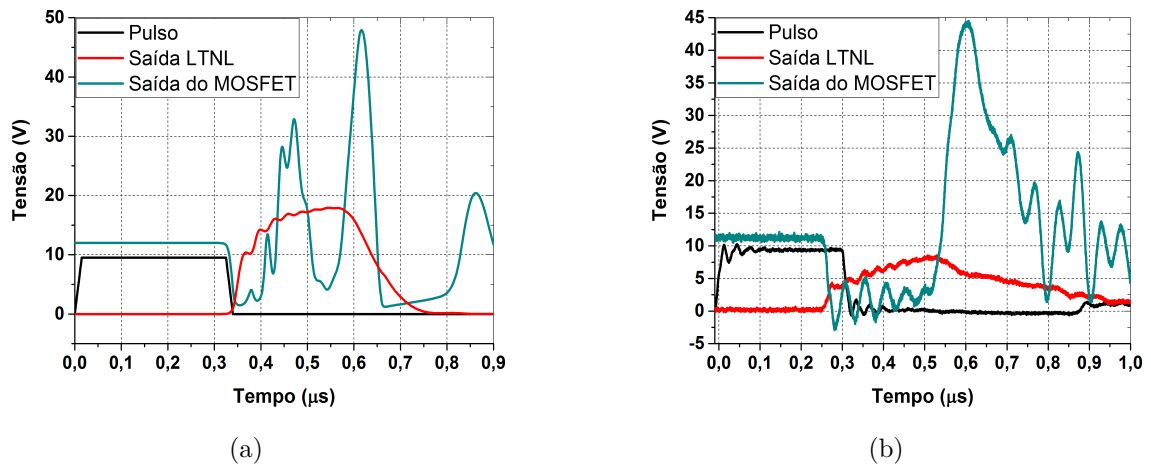 50
40
30
20
10
0
Tensão (V)
Pulso
Saída LTNL
Saída do MOSFET
0,0 0,1 0,2 0,3 0,4 0,5 0,6 0,7 0,8 0,9
Tempo (μs)
(a)
45
40
35
30
25
20
15
10
5
0
-5
Tensão (V)
Pulso
Saída LTNL
Saída do MOSFET
0,0 0,1 0,2 0,3 0,4 0,5 0,6 0,7 0,8 0,9 1,0
Tempo (μs)
(b)